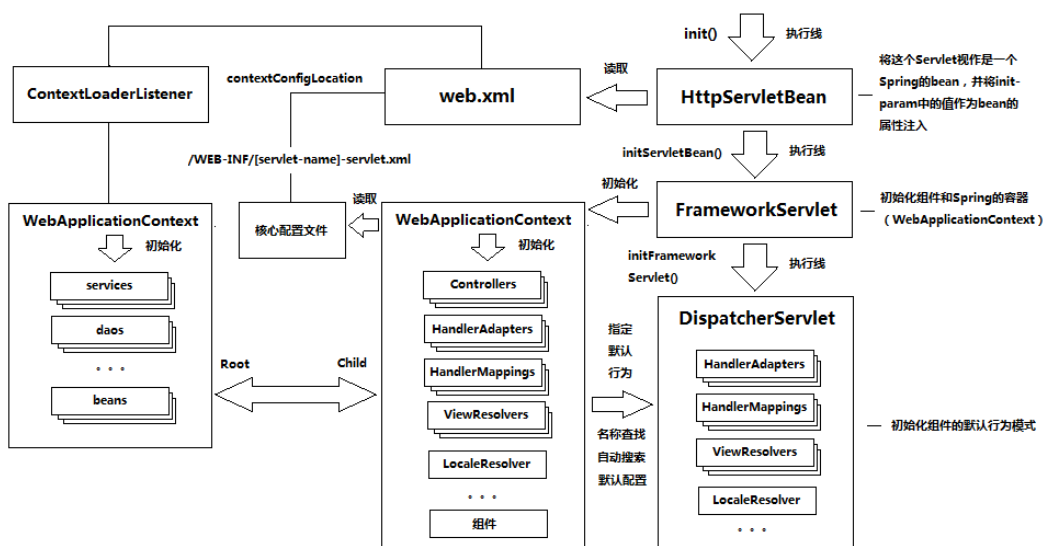 init()
执行线
ContextLoaderListener
contextConfigLocation
web.xml
读取
HttpServletBean
将这个Servlet视作是一个
Spring的bean，并将init-
param中的值作为bean的
属性注入
/WEB-INF/[servlet-name]-servlet.xml
initServletBean()
执行线
WebApplicationContext
初始化
services
daos
• • •
beans
核心配置文件
读取
WebApplicationContext
初始化
Controllers
HandlerAdapters
HandlerMappings
ViewResolvers
LocaleResolver
• • •
组件
初始化
FrameworkServlet
初始化组件和Spring的容器
（WebApplicationContext）
initFramework
Servlet()
执行线
Root
Child
指定
默认
行为
名称查找
自动搜索
默认配置
DispatcherServlet
HandlerAdapters
HandlerMappings
ViewResolvers
LocaleResolver
• • •
初始化组件的默认行为模式